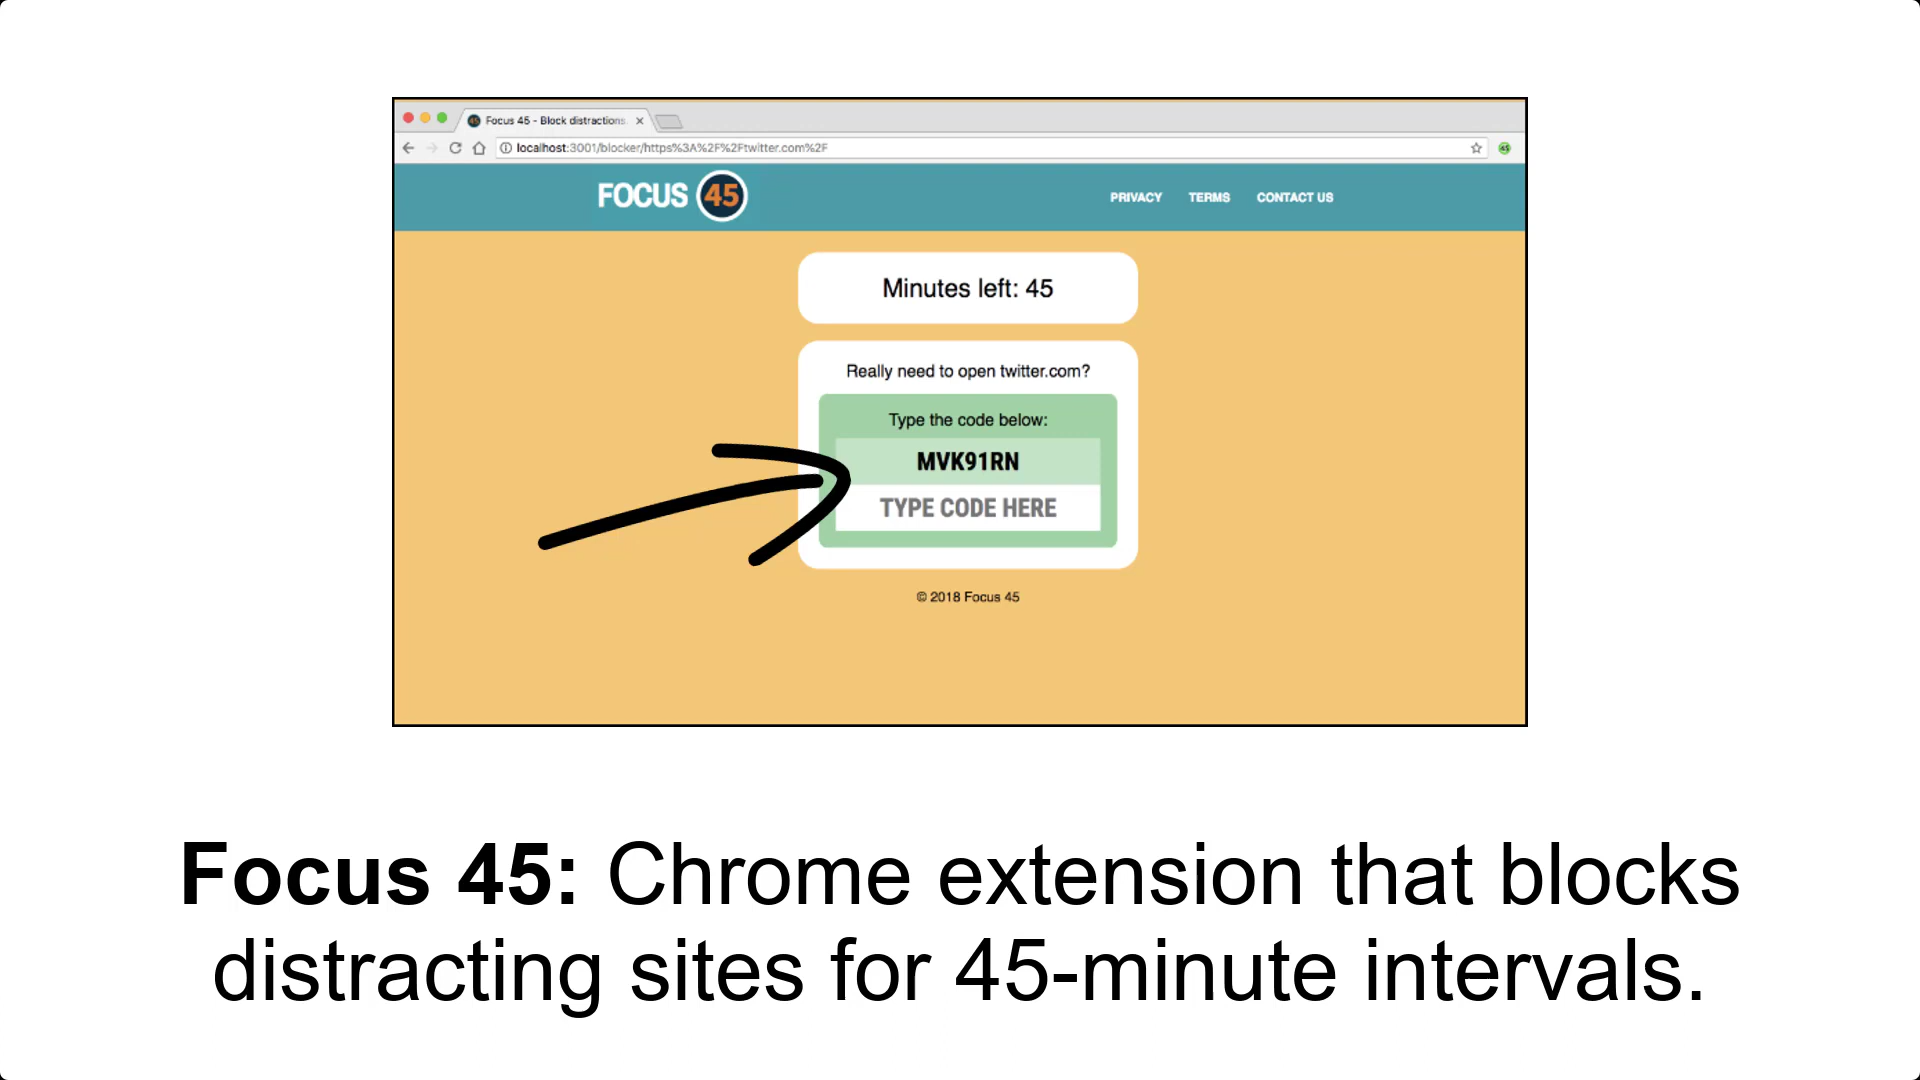 Focus 45 - Block distractions
localhost:3001/blocker/https%3A%2F%2Ftwitter.com%2F
45
FOCUS 45
PRIVACY TERMS CONTACT US
Minutes left: 45
Really need to open twitter.com?
Type the code below:
MVK91RN
TYPE CODE HERE
© 2018 Focus 45
Focus 45: Chrome extension that blocks
distracting sites for 45-minute intervals.